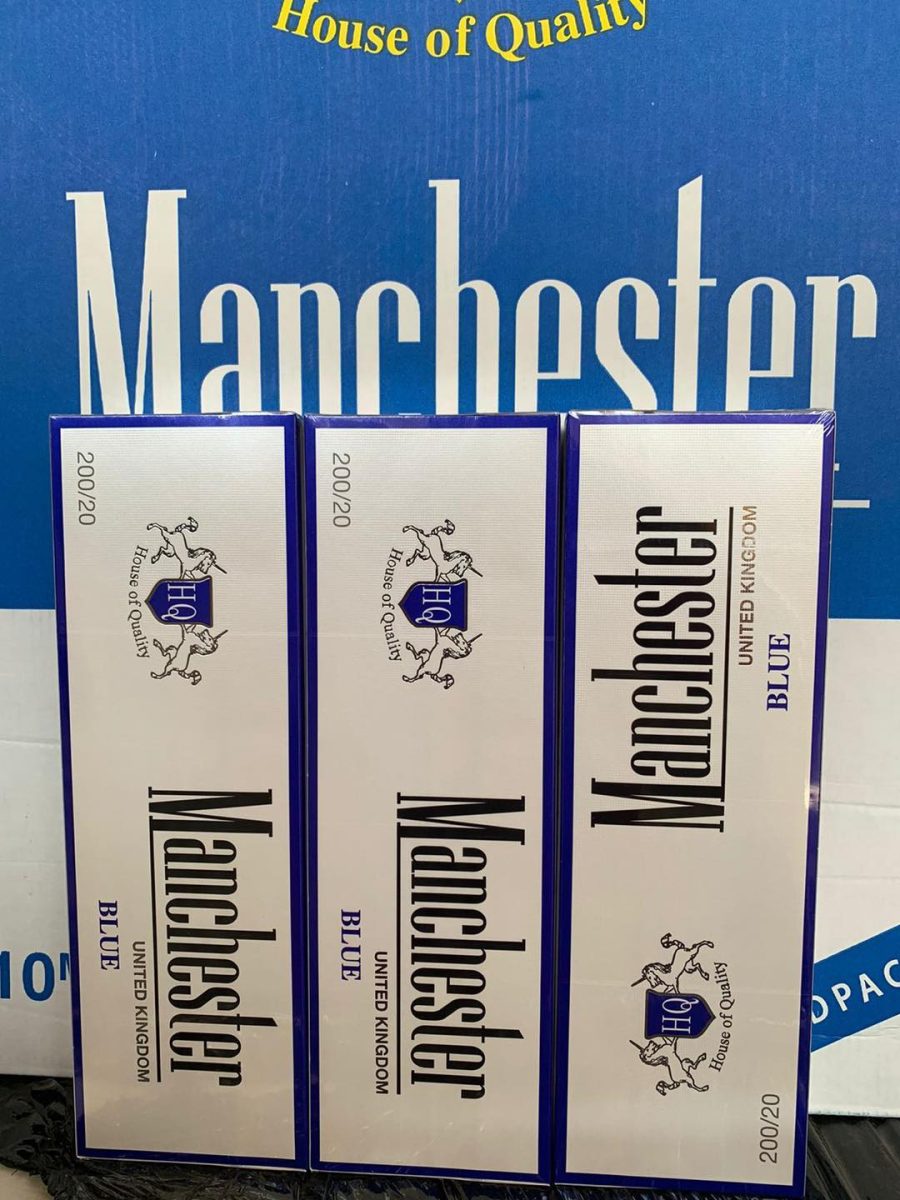 House of Quality
Manchester
200/20
HQ
House of Quality
Manchester
UNITED KINGDOM
BLUE
200/20
HQ
House of Quality
Manchester
UNITED KINGDOM
BLUE
Manchester
UNITED KINGDOM
BLUE
HQ
House of Quality
200/20